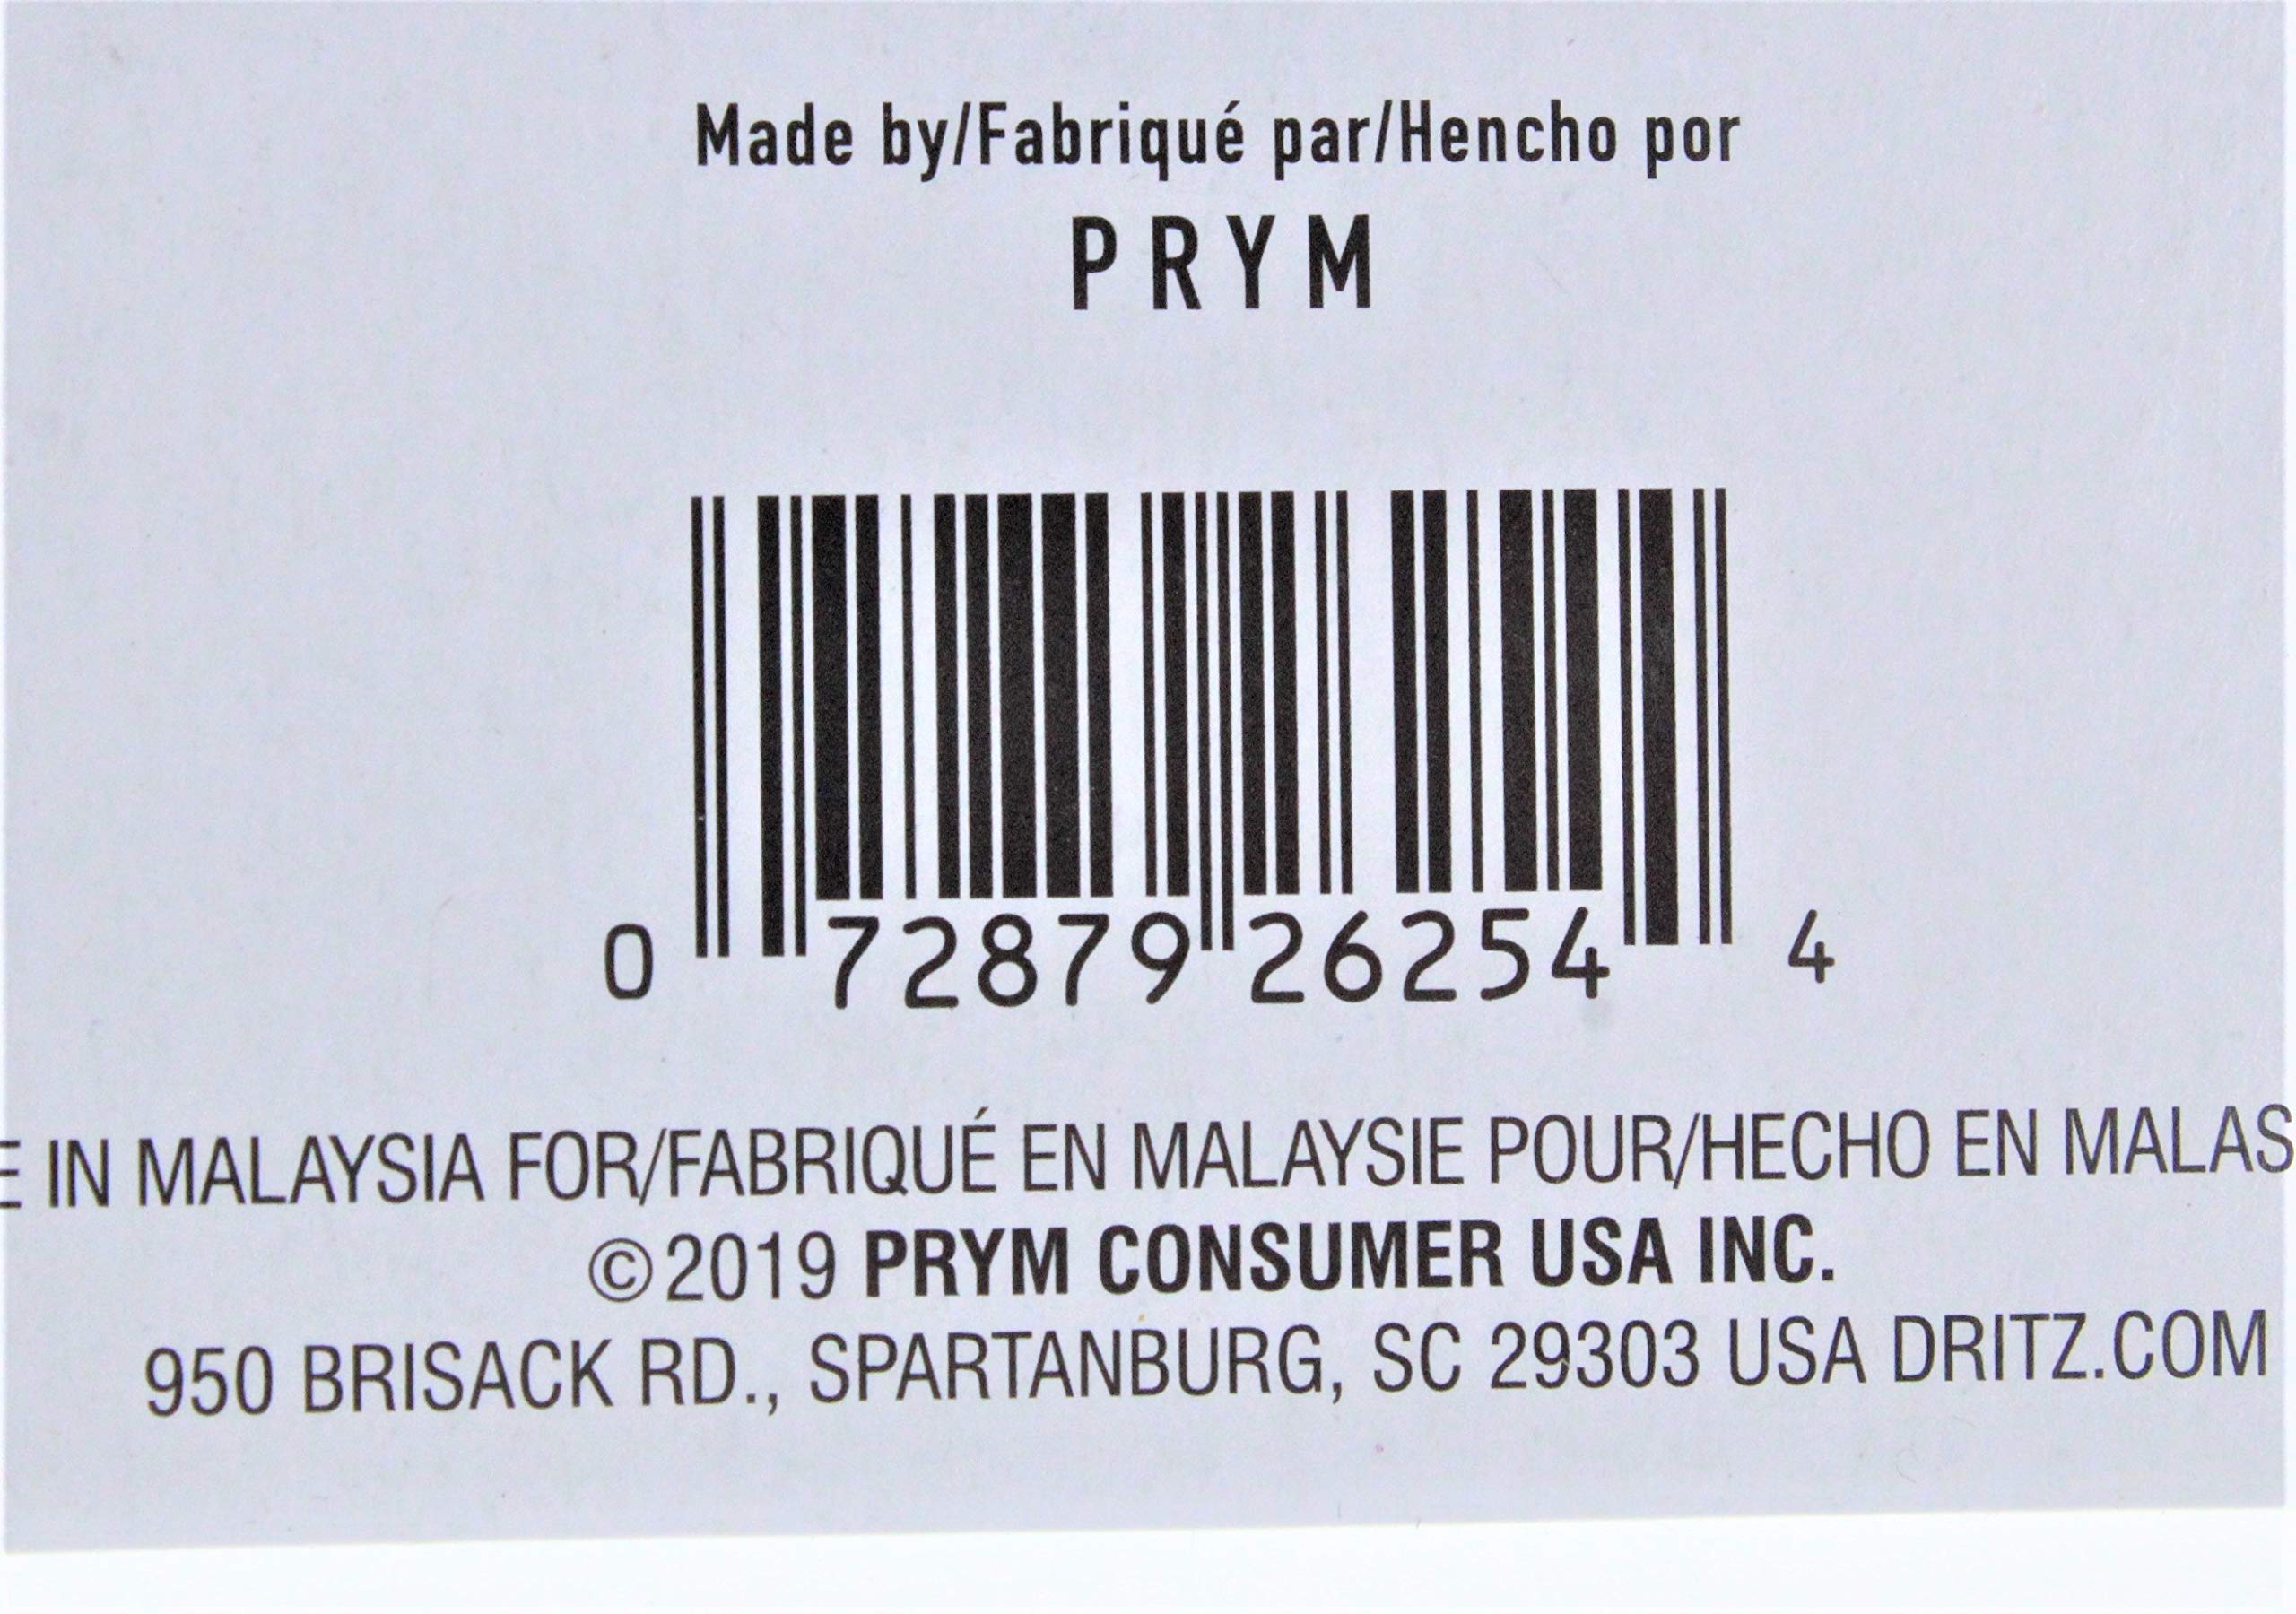 Made by/Fabriqué par/Hencho por
PRYM
0 72879 26254 4
E IN MALAYSIA FOR/FABRIQUÉ EN MALAYSIE POUR/HECHO EN MALAS
©2019 PRYM CONSUMER USA INC.
950 BRISACK RD., SPARTANBURG, SC 29303 USA DRITZ.COM